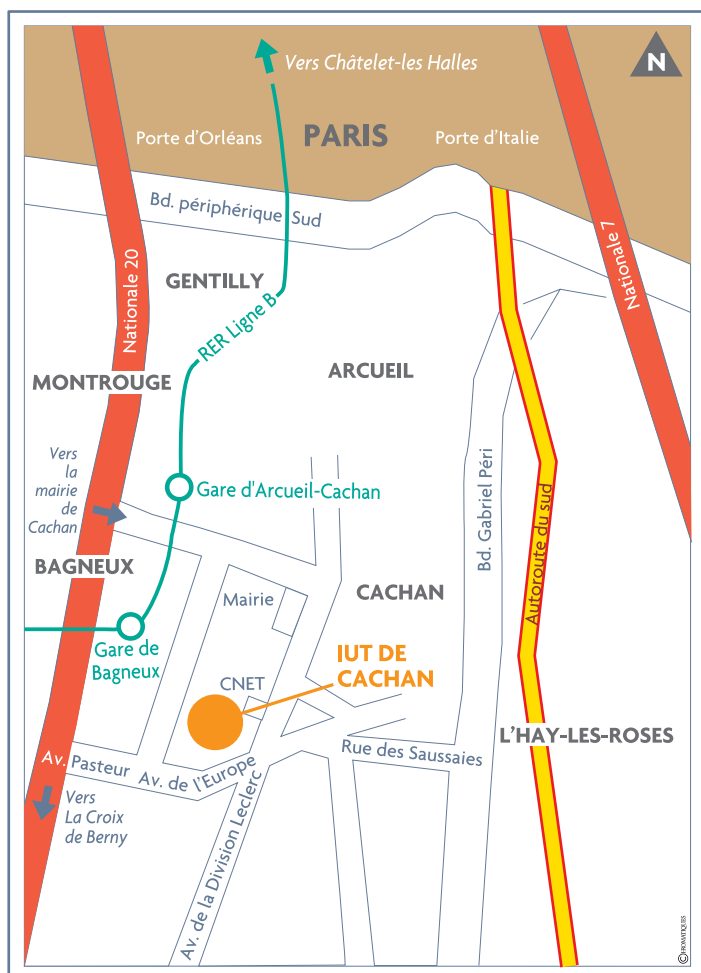 Vers Châtelet-les Halles
N
Porte d'Orléans
PARIS
Porte d'Italie
Bd. périphérique Sud
Nationale 20
GENTILLY
Nationale 7
RER Ligne B
MONTROUGE
ARCUEIL
Vers
la
mairie
de
Cachan
Gare d'Arcueil-Cachan
Bd. Gabriel Péri
Autoroute du sud
BAGNEUX
Mairie
CACHAN
Gare de
Bagneux
IUT DE
CACHAN
CNET
L'HAY-LES-ROSES
Rue des Saussaies
Av. Pasteur
Av. de l'Europe
Vers
La Croix
de Berny
Av. de la Division Leclerc
©HROMATIQUES